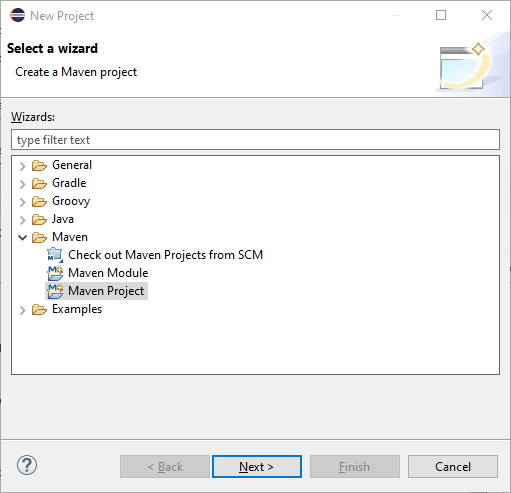 New Project
Select a wizard
Create a Maven project
Wizards:
type filter text
General
Gradle
Groovy
Java
Maven
Check out Maven Projects from SCM
Maven Module
Maven Project
Examples
< Back
Next >
Finish
Cancel